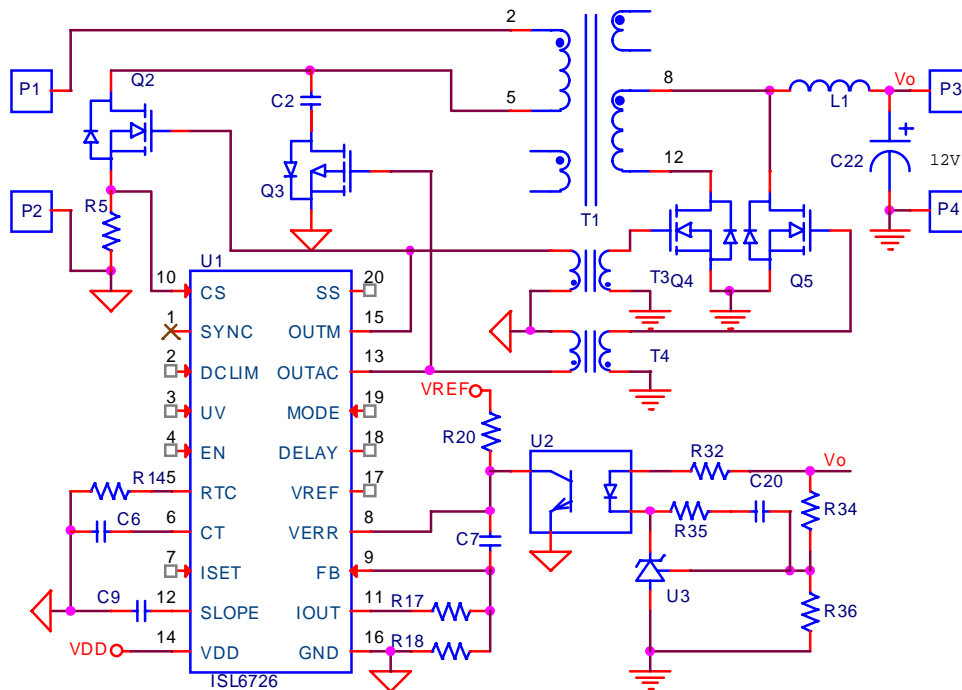 2
Q2
8
P1
C2
5
L1
Vo
P3
12
C22
12V
Q3
R5
P2
T1
P4
U1
T3
Q4
Q5
10
CS
SS
20
1
SYNC
OUTM
15
2
DCLIM
OUTAC
13
T4
VREF
3
UV
MODE
19
R20
4
EN
DELAY
18
U2
R32
Vo
R14
5
RTC
VREF
17
C20
C6
6
CT
VERR
8
C7
R35
R34
7
ISET
FB
9
U3
C9
12
SLOPE
IOUT
11
R17
R36
VDD
14
VDD
GND
16
R18
ISL6726